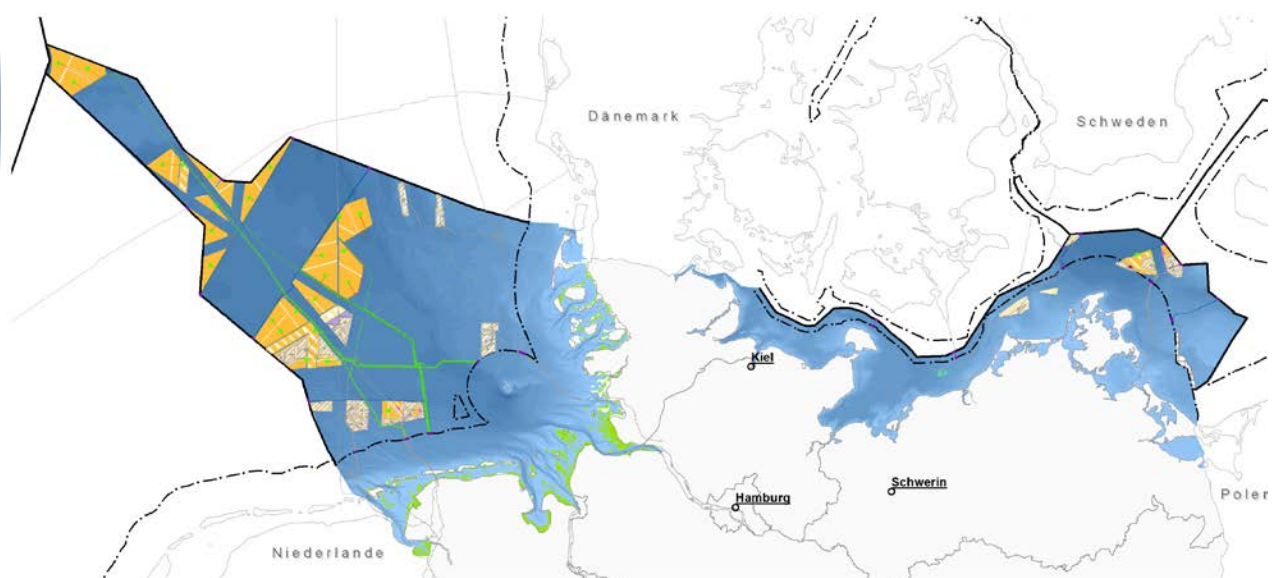 Dänemark
Schweden
Kiel
Schwerin
Hamburg
Polen
Niederlande